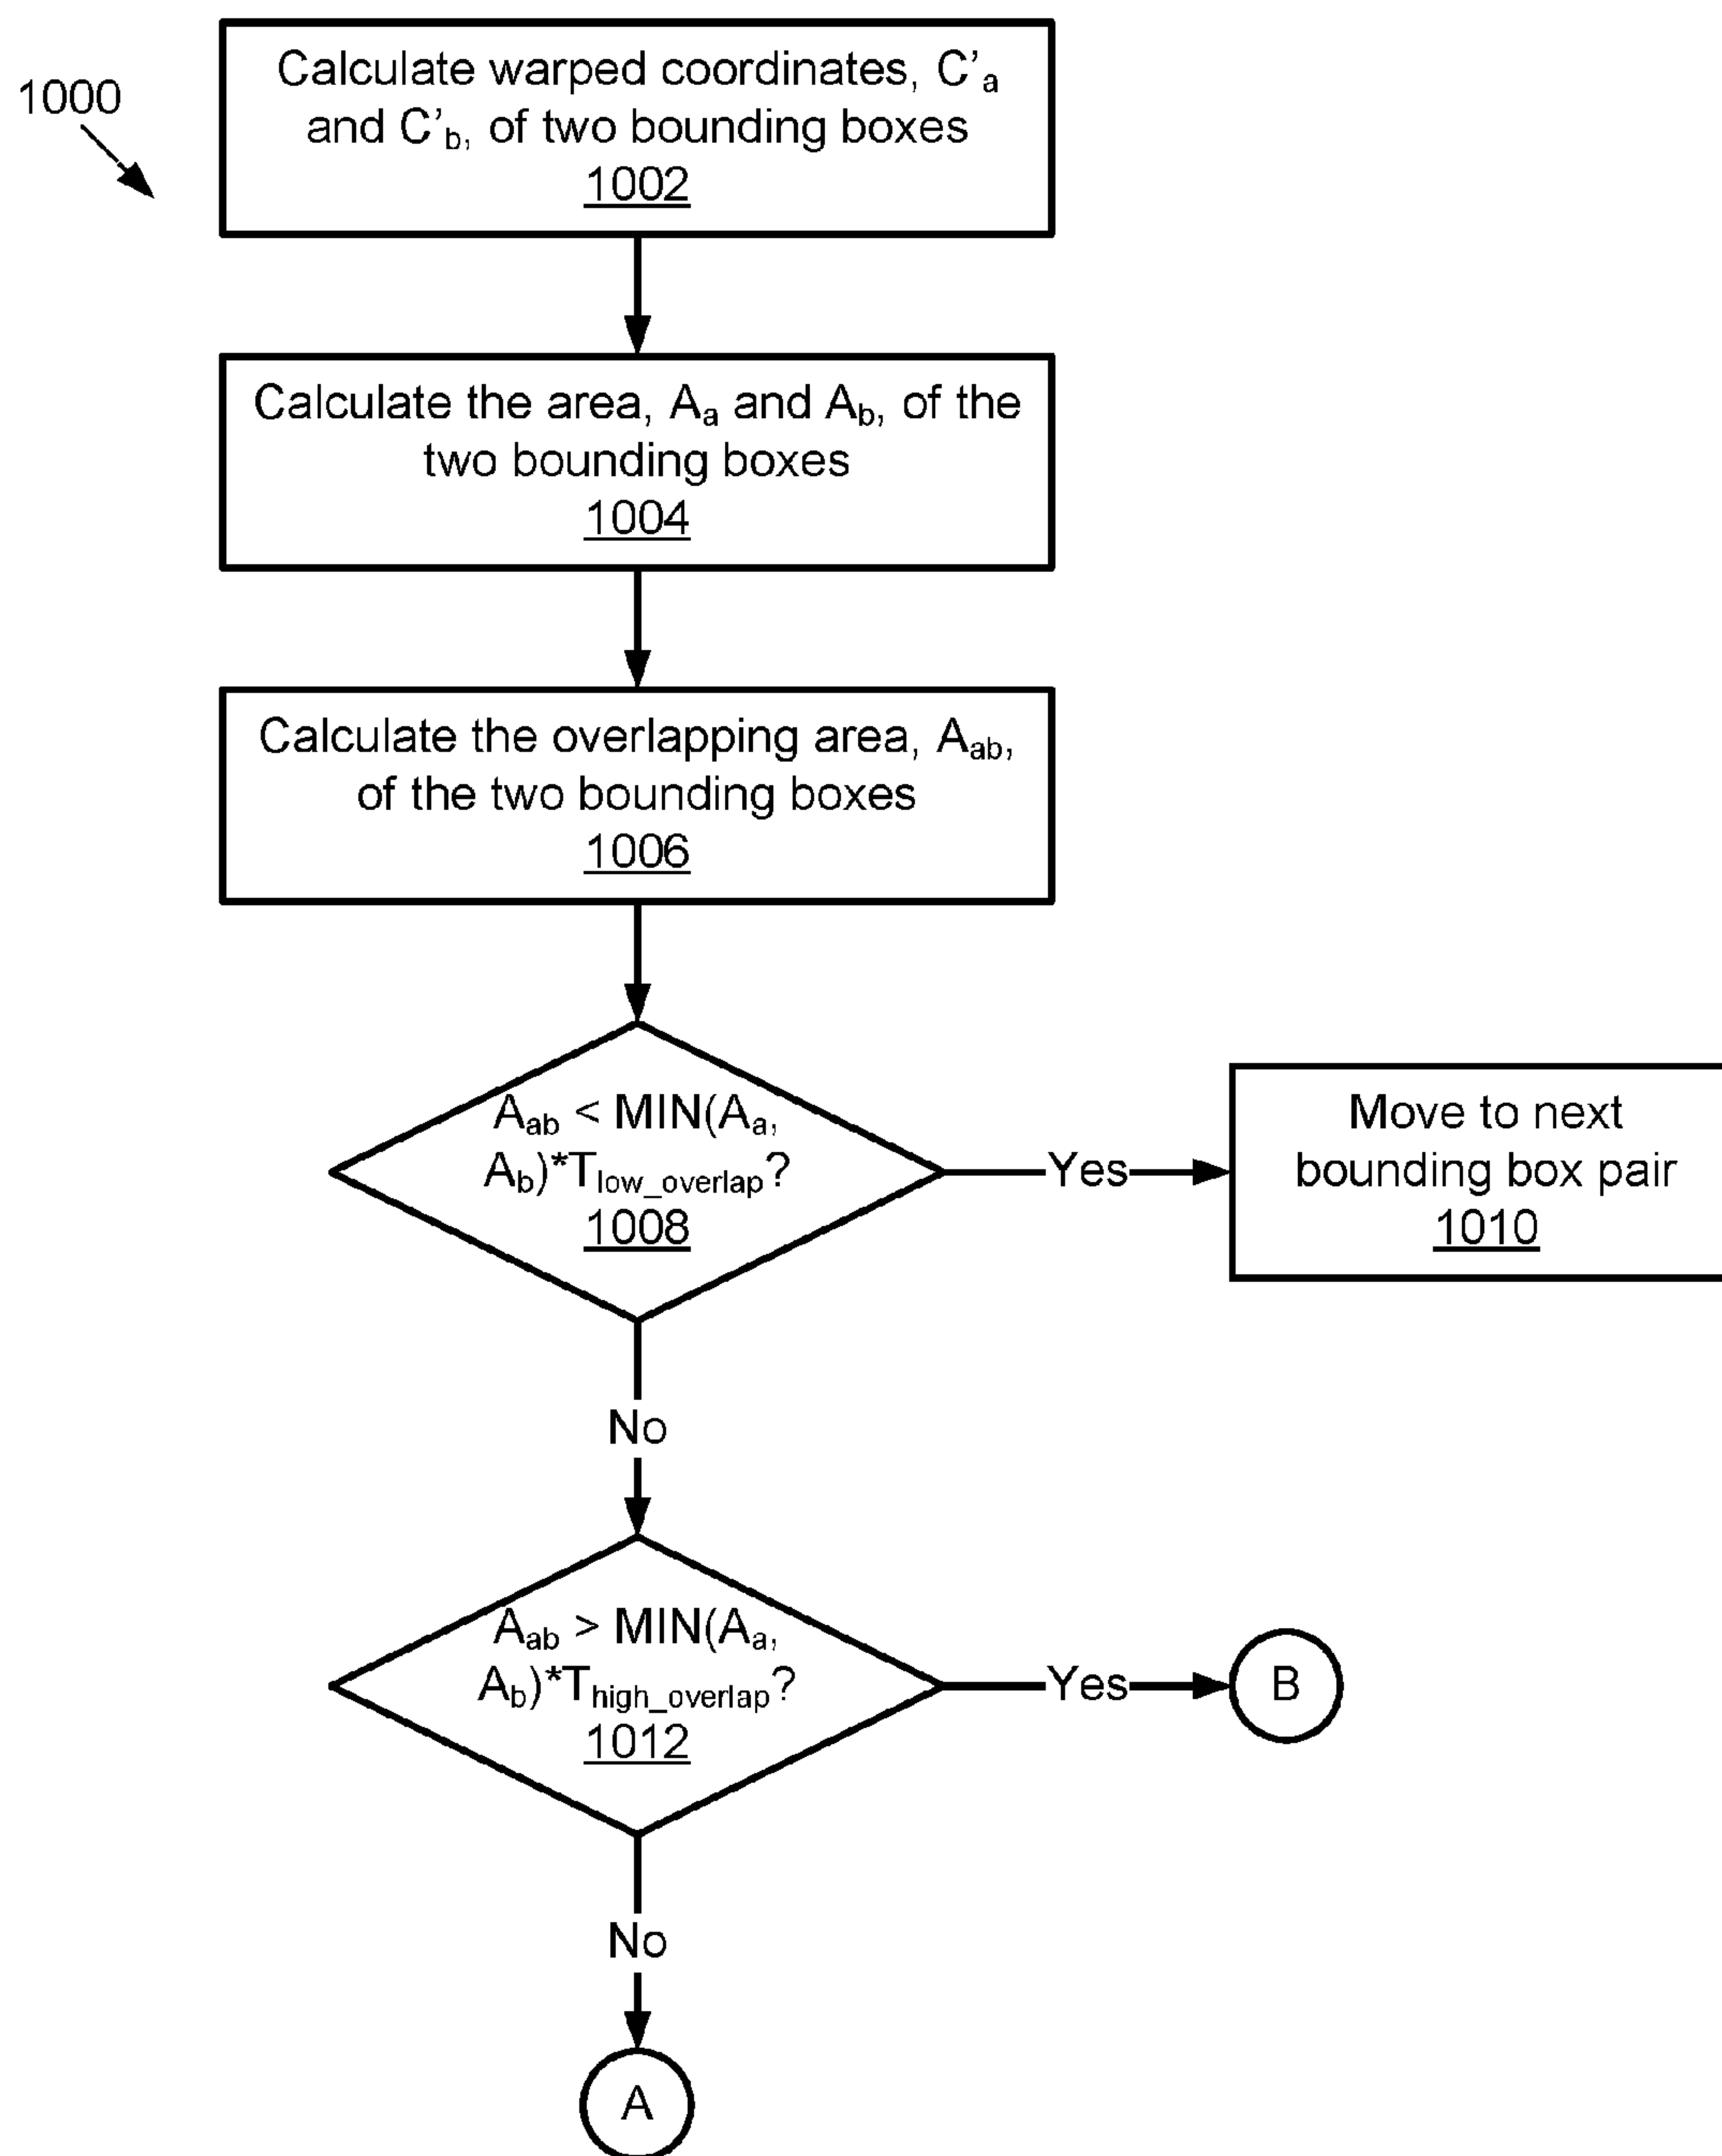 1000
Calculate warped coordinates, C’a
and C’b, of two bounding boxes
1002
Calculate the area, Aa and Ab, of the
two bounding boxes
1004
Calculate the overlapping area, Aab,
of the two bounding boxes
1006
Aab < MIN(Aa,
Ab)*Tlow_overlap?
1008
Yes
Move to next
bounding box pair
1010
No
Aab > MIN(Aa,
Ab)*Thigh_overlap?
1012
Yes
B
No
A